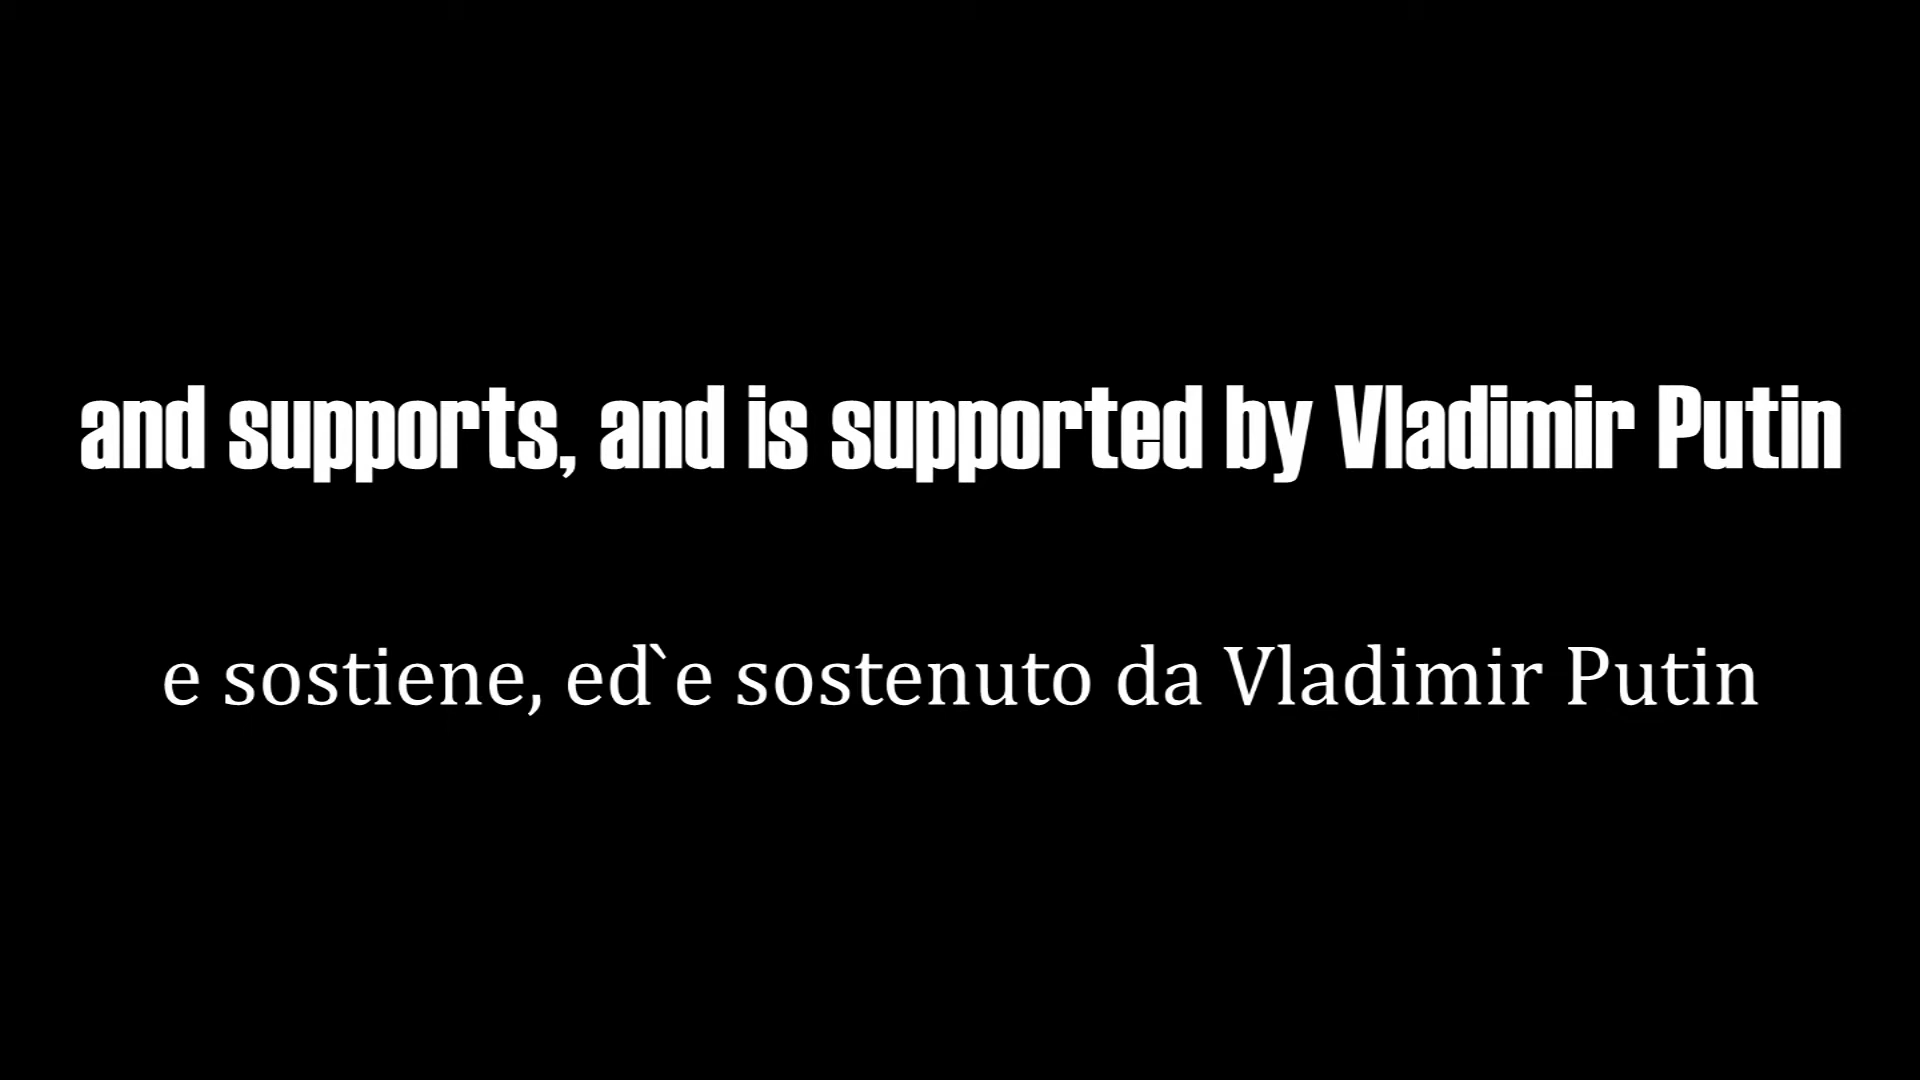 and supports, and is supported by Vladimir Putin
e sostiene, ed`e sostenuto da Vladimir Putin